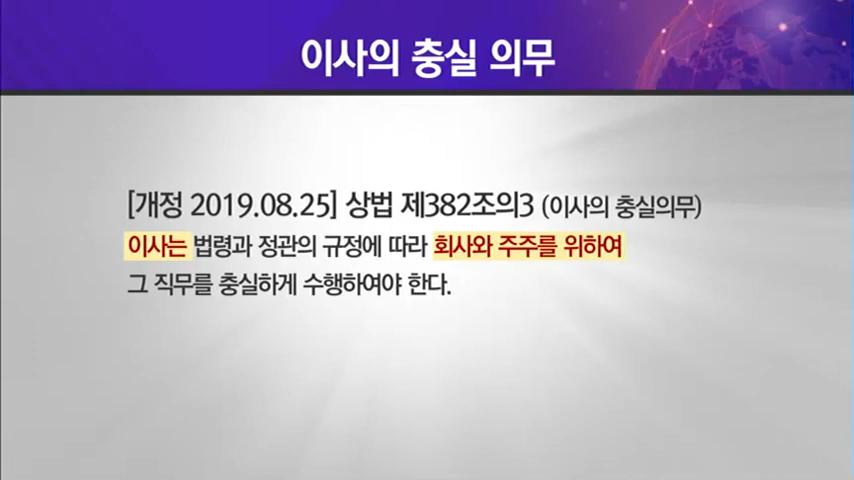 이사의 충실 의무
[개정 2019.08.25] 상법 제382조의3 (이사의 충실의무)
이사는 법령과 정관의 규정에 따라 회사와 주주를 위하여
그 직무를 충실하게 수행하여야 한다.